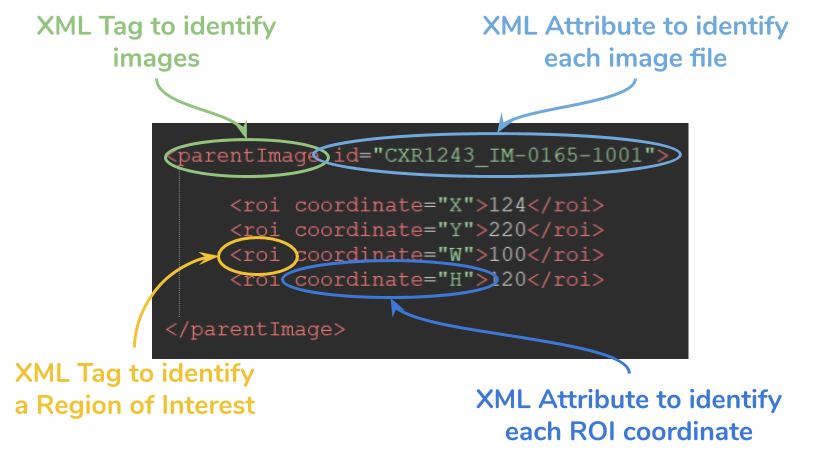 XML Tag to identify
images
XML Attribute to identify
each image file
<parentImage id="CXR1243_IM-0165-1001">
<roi coordinate="X">124</roi>
<roi coordinate="Y">220</roi>
<roi coordinate="W">100</roi>
<roi coordinate="H">120</roi>
</parentImage>
XML Tag to identify
a Region of Interest
XML Attribute to identify
each ROI coordinate